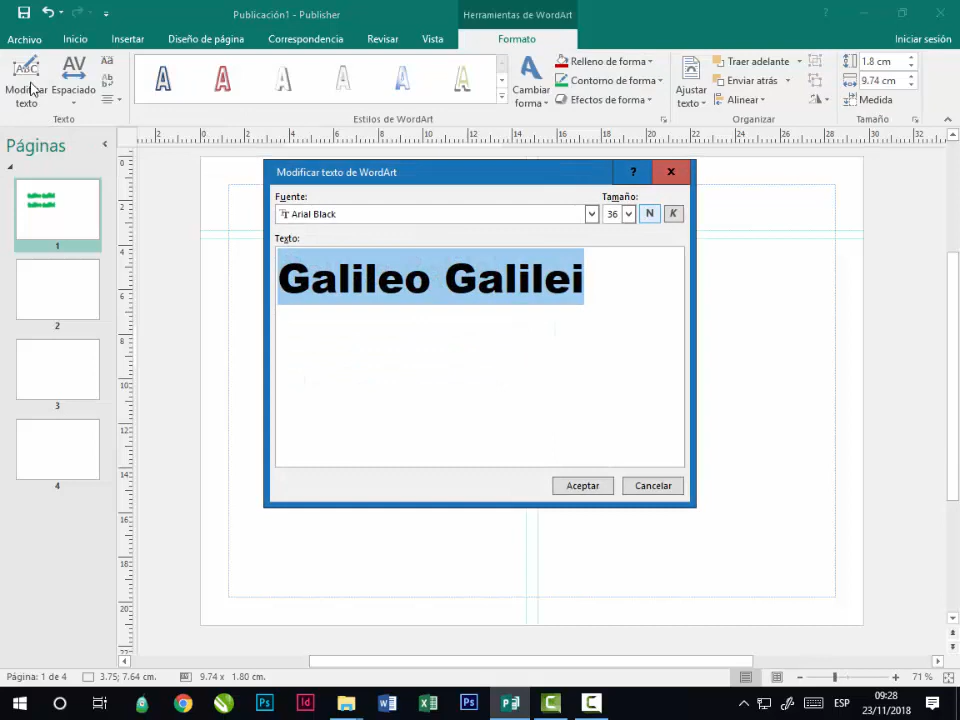 Publicación1 - Publisher
Herramientas de WordArt
Archivo
Inicio
Insertar
Diseño de página
Correspondencia
Revisar
Vista
Formato
Iniciar sesión
Modificar texto
Espaciado
Texto
Estilos de WordArt
Cambiar forma
Relleno de forma
Contorno de forma
Efectos de forma
Ajustar texto
Traer adelante
Enviar atrás
Alinear
Organizar
1.8 cm
9.74 cm
Medida
Tamaño
Páginas
1
2
3
4
Modificar texto de WordArt
Fuente:
Tamaño:
Arial Black
36
N
K
Texto:
Galileo Galilei
Aceptar
Cancelar
Página: 1 de 4
3.75; 7.64 cm.
9.74 x 1.80 cm.
71 %
ESP
09:28
23/11/2018